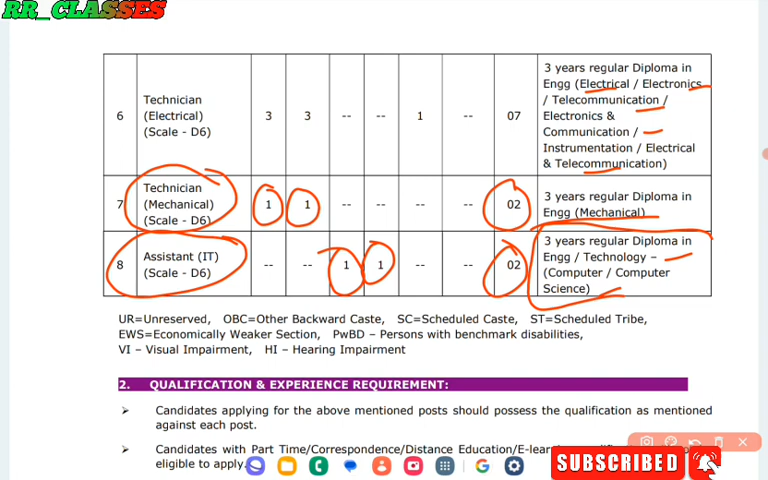 RR_CLASSES
6 Technician (Electrical) (Scale - D6) 3 3 -- -- 1 -- 07 3 years regular Diploma in Engg (Electrical / Electronics / Telecommunication / Electronics & Communication / Instrumentation / Electrical & Telecommunication)
7 Technician (Mechanical) (Scale - D6) 1 1 -- -- -- -- 02 3 years regular Diploma in Engg (Mechanical)
8 Assistant (IT) (Scale - D6) -- -- 1 1 -- -- 02 3 years regular Diploma in Engg / Technology – (Computer / Computer Science)
UR=Unreserved, OBC=Other Backward Caste, SC=Scheduled Caste, ST=Scheduled Tribe,
EWS=Economically Weaker Section, PwBD – Persons with benchmark disabilities,
VI – Visual Impairment, HI – Hearing Impairment
2. QUALIFICATION & EXPERIENCE REQUIREMENT:
Candidates applying for the above mentioned posts should possess the qualification as mentioned
against each post.
Candidates with Part Time/Correspondence/Distance Education/E-learning
eligible to apply.
SUBSCRIBED